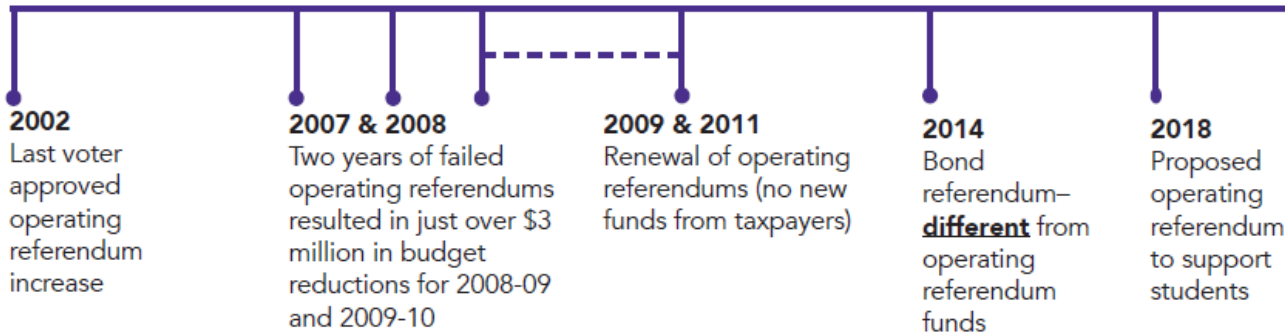 2002
Last voter
approved
operating
referendum
increase
2007 & 2008
Two years of failed
operating referendums
resulted in just over $3
million in budget
reductions for 2008-09
and 2009-10
2009 & 2011
Renewal of operating
referendums (no new
funds from taxpayers)
2014
Bond
referendum–
different from
operating
referendum
funds
2018
Proposed
operating
referendum
to support
students